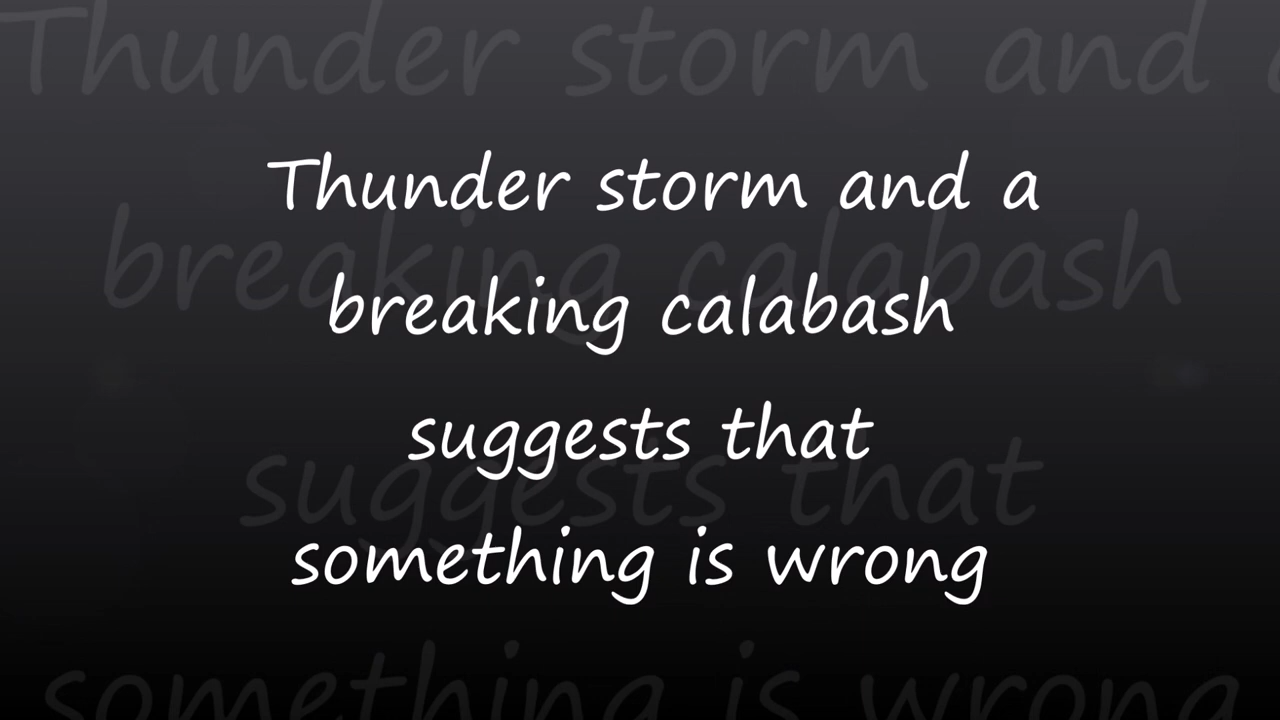 Thunder storm and a
breaking calabash
suggests that
something is wrong